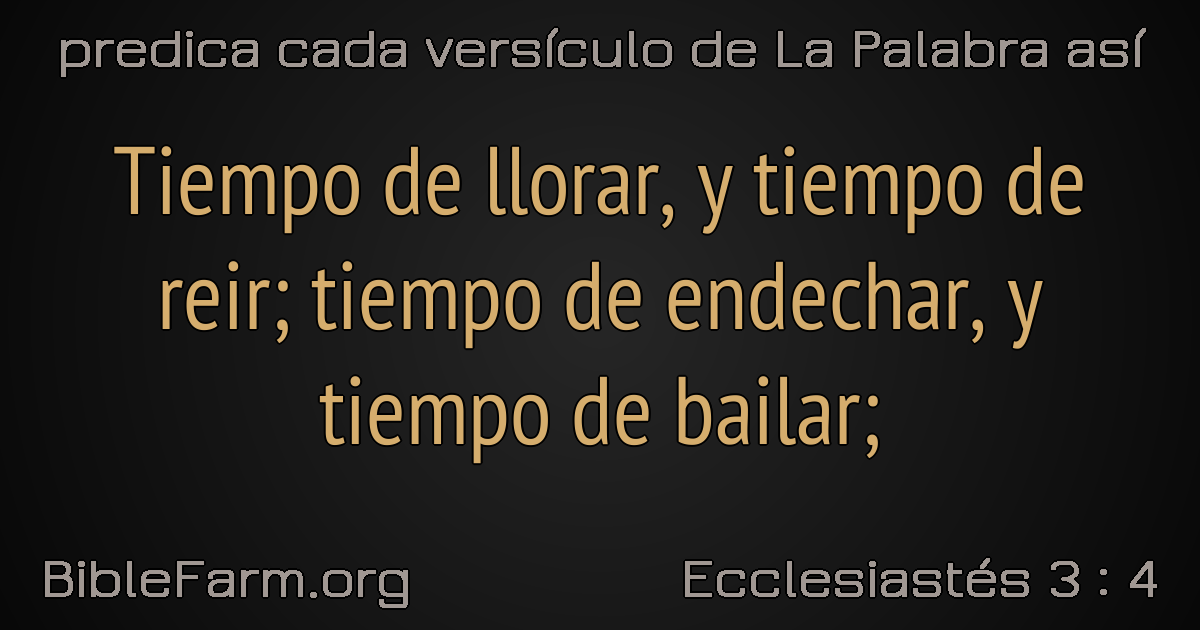 predica cada versículo de La Palabra así
Tiempo de llorar, y tiempo de
reir; tiempo de endechar, y
tiempo de bailar;
BibleFarm.org
Ecclesiastés 3 : 4